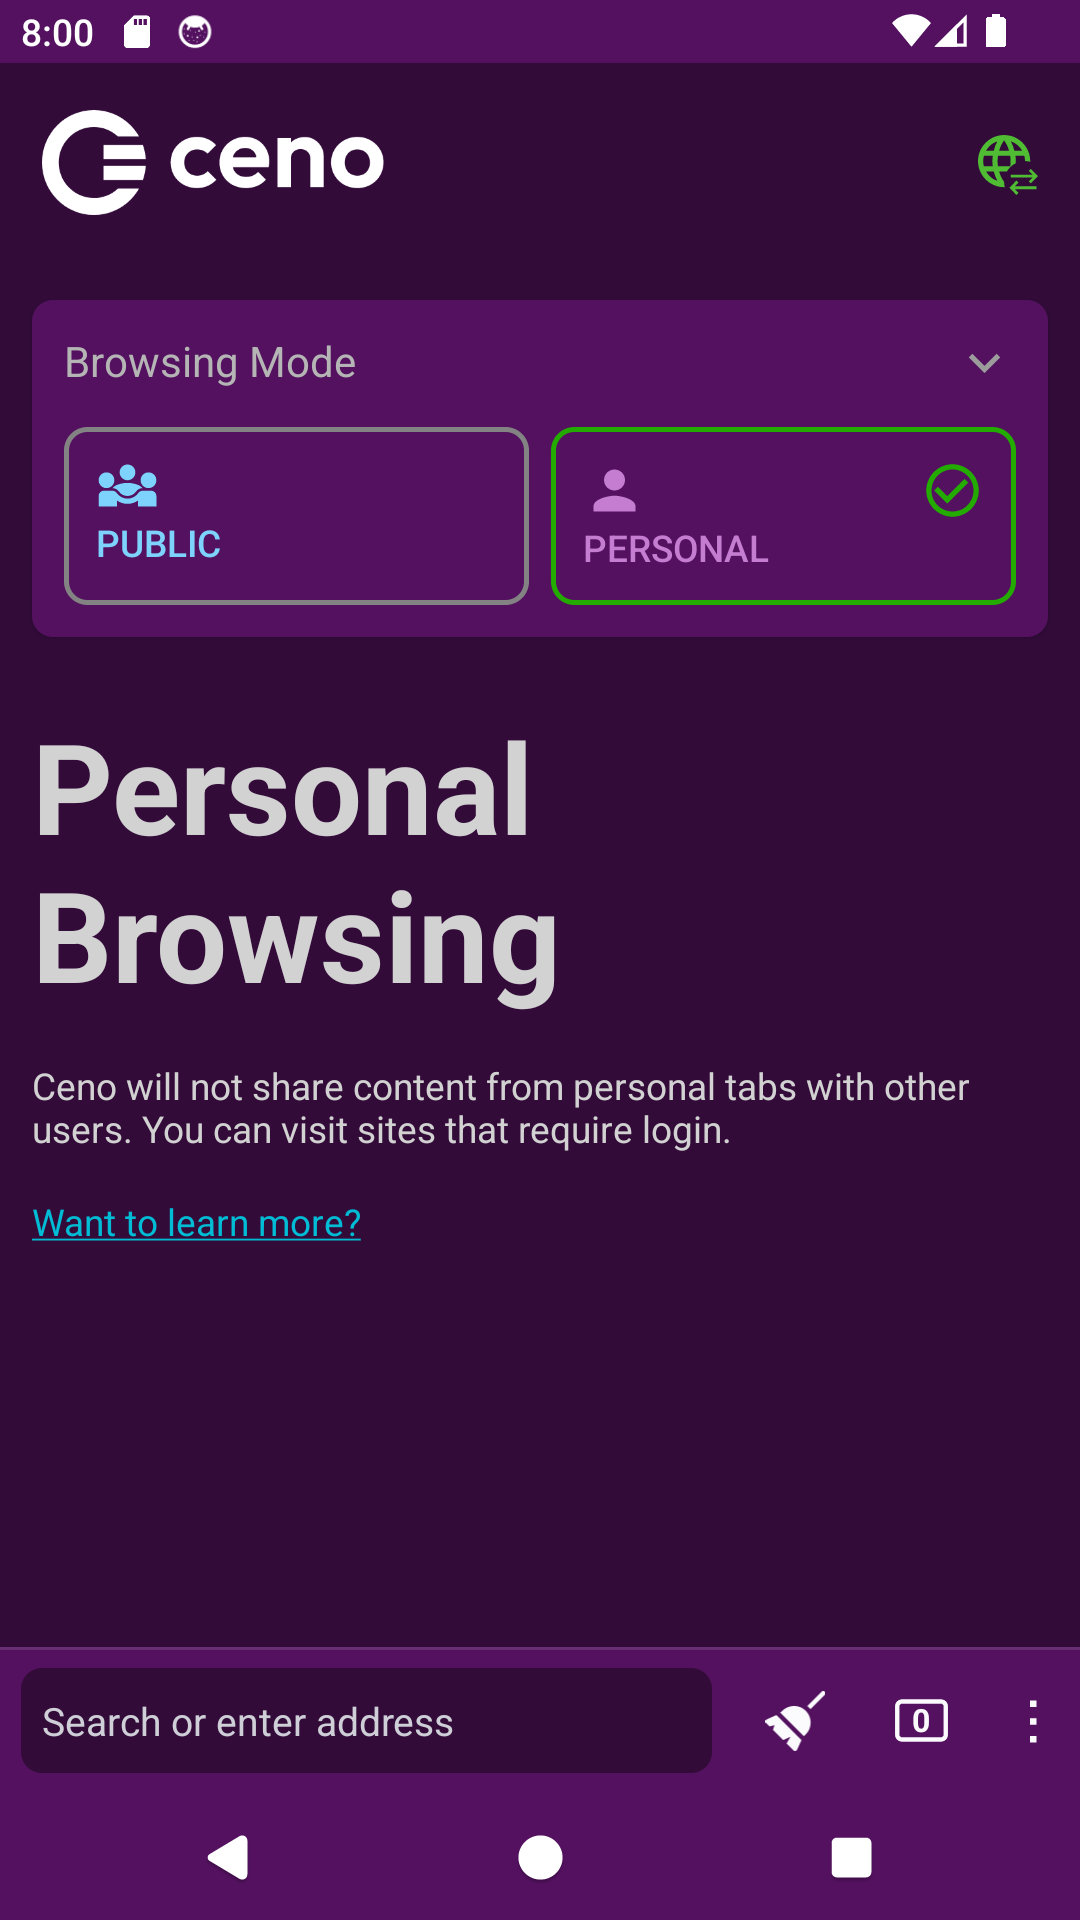 8:00
ceno
Browsing Mode
PUBLIC
PERSONAL
Personal
Browsing
Ceno will not share content from personal tabs with other
users. You can visit sites that require login.
Want to learn more?
Search or enter address
0